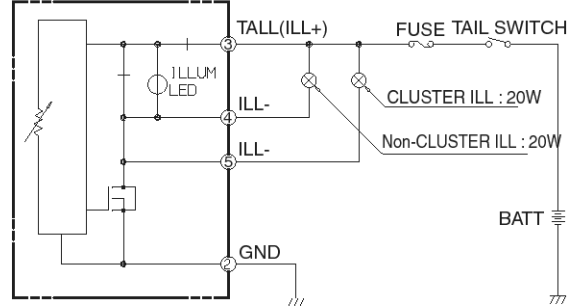 TALL(ILL+)
FUSE TAIL SWITCH
3
ILLUM
LED
ILL-
4
CLUSTER ILL : 20W
ILL-
5
Non-CLUSTER ILL : 20W
BATT
GND
2